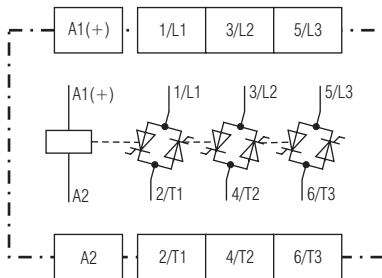 A1(+) 1/L1 3/L2 5/L3
1/L1 3/L2 5/L3
A1(+)
A2
2/T1 4/T2 6/T3
A2 2/T1 4/T2 6/T3